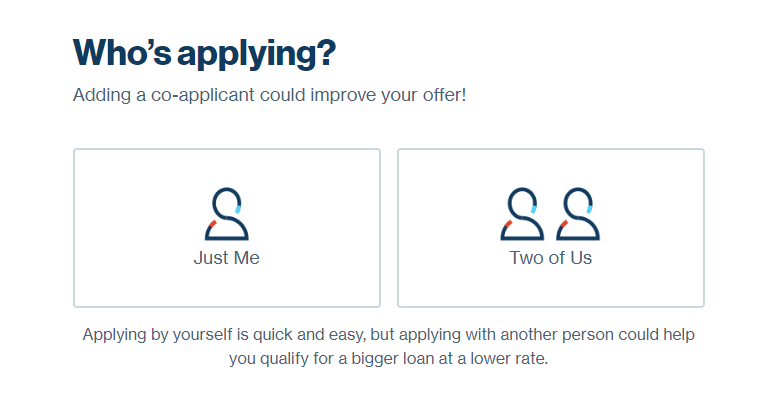 Who's applying?
Adding a co-applicant could improve your offer!
Just Me
Two of Us
Applying by yourself is quick and easy, but applying with another person could help
you qualify for a bigger loan at a lower rate.